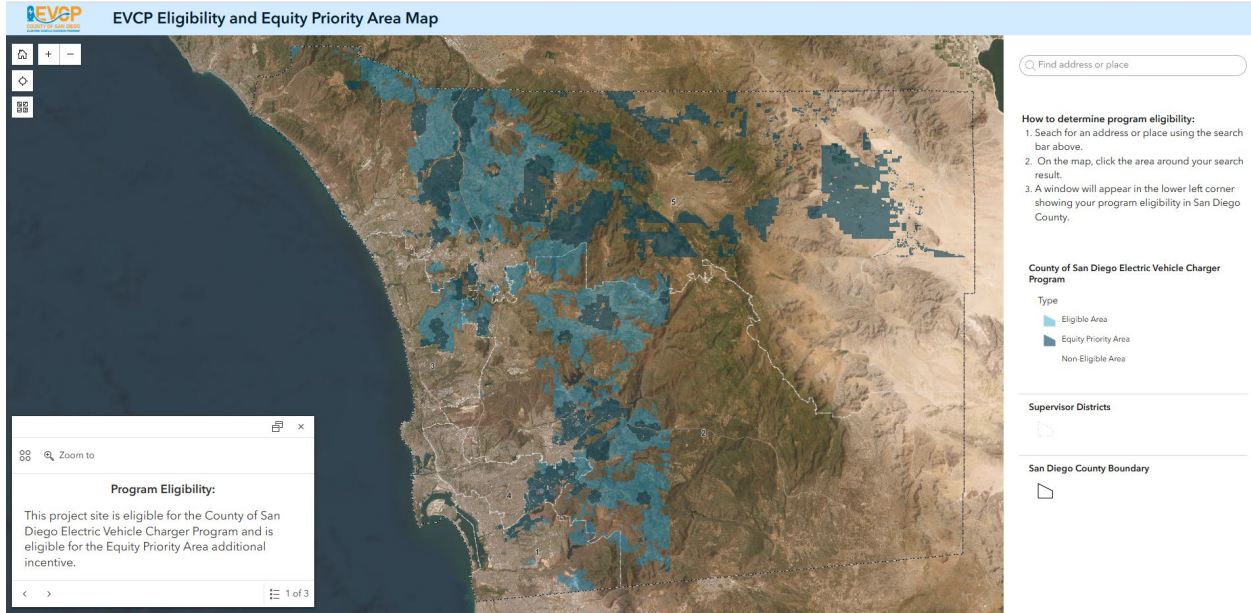 EVCP
COUNTY OF SAN DIEGO
ELECTRIC VEHICLE CHARGER PROGRAM
EVCP Eligibility and Equity Priority Area Map
Find address or place
How to determine program eligibility:
1. Seach for an address or place using the search
bar above.
2. On the map, click the area around your search
result.
3. A window will appear in the lower left corner
showing your program eligibility in San Diego
County.
County of San Diego Electric Vehicle Charger
Program
Type
Eligible Area
Equity Priority Area
Non-Eligible Area
Supervisor Districts
San Diego County Boundary
5
3
2
4
1
Zoom to
Program Eligibility:
This project site is eligible for the County of San
Diego Electric Vehicle Charger Program and is
eligible for the Equity Priority Area additional
incentive.
1 of 3